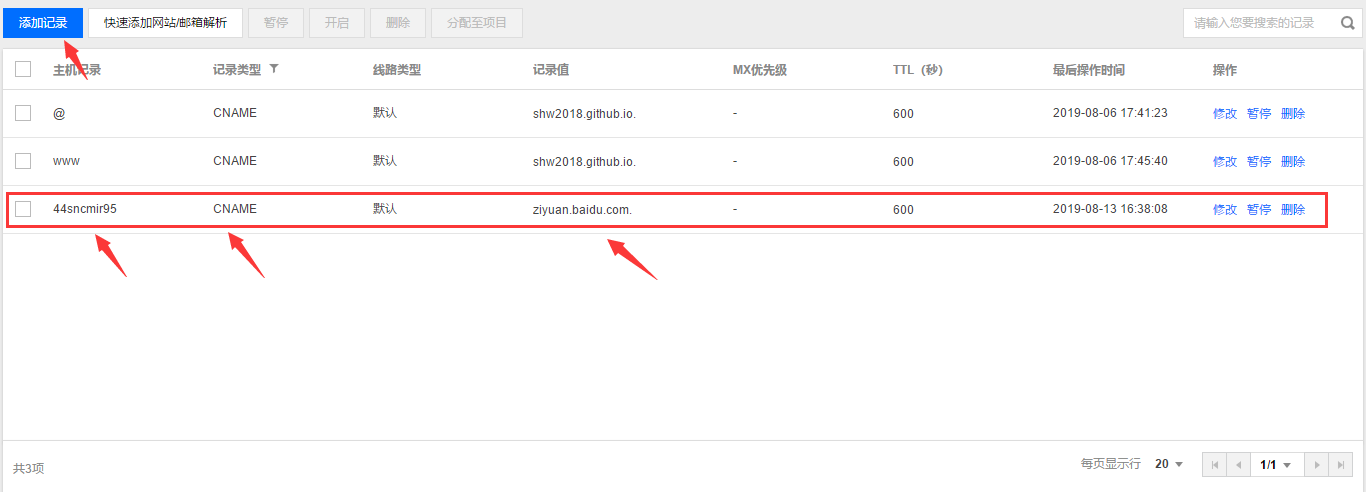 添加记录 快速添加网站/邮箱解析 暂停 开启 删除 分配至项目 请输入您要搜索的记录
主机记录 记录类型 线路类型 记录值 MX优先级 TTL（秒） 最后操作时间 操作
@ CNAME 默认 shw2018.github.io. - 600 2019-08-06 17:41:23 修改 暂停 删除
www CNAME 默认 shw2018.github.io. - 600 2019-08-06 17:45:40 修改 暂停 删除
44sncmir95 CNAME 默认 ziyuan.baidu.com. - 600 2019-08-13 16:38:08 修改 暂停 删除
共3项 每页显示行 20 1/1